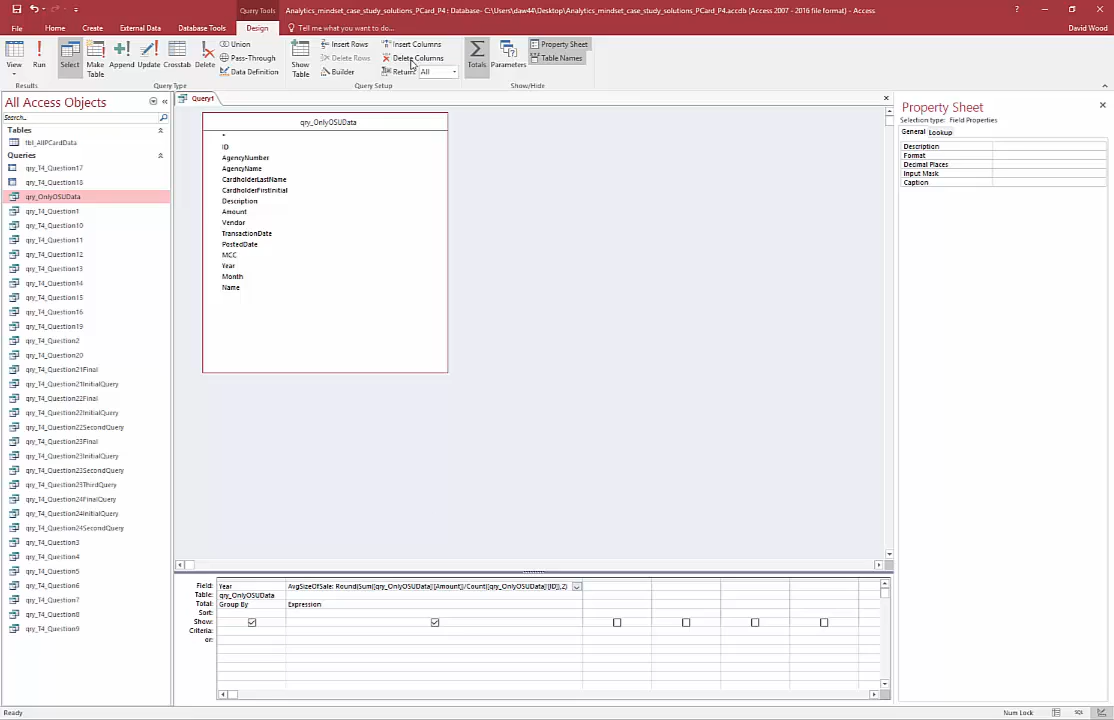 Query Tools
Analytics_mindset_case_study_solutions_PCard_P4 : Database- C:\Users\daw44\Desktop\Analytics_mindset_case_study_solutions_PCard_P4.accdb (Access 2007 - 2016 file format) - Access
File
Home
Create
External Data
Database Tools
Design
Tell me what you want to do...
David Wood
View
Run
Select
Make Table
Append
Update
Crosstab
Delete
Union
Pass-Through
Data Definition
Show Table
Insert Rows
Delete Rows
Builder
Insert Columns
Delete Columns
Return: All
Totals
Parameters
Property Sheet
Table Names
Results
Query Type
Query Setup
Show/Hide
All Access Objects
Search...
Tables
tbl_AllPCardData
Queries
qry_T4_Question17
qry_T4_Question18
qry_OnlyOSUData
qry_T4_Question1
qry_T4_Question10
qry_T4_Question11
qry_T4_Question12
qry_T4_Question13
qry_T4_Question14
qry_T4_Question15
qry_T4_Question16
qry_T4_Question19
qry_T4_Question2
qry_T4_Question20
qry_T4_Question21Final
qry_T4_Question21InitialQuery
qry_T4_Question22Final
qry_T4_Question22InitialQuery
qry_T4_Question22SecondQuery
qry_T4_Question23Final
qry_T4_Question23InitialQuery
qry_T4_Question23SecondQuery
qry_T4_Question23ThirdQuery
qry_T4_Question24FinalQuery
qry_T4_Question24InitialQuery
qry_T4_Question24SecondQuery
qry_T4_Question3
qry_T4_Question4
qry_T4_Question5
qry_T4_Question6
qry_T4_Question7
qry_T4_Question8
qry_T4_Question9
Query1
qry_OnlyOSUData
*
ID
AgencyNumber
AgencyName
CardholderLastName
CardholderFirstInitial
Description
Amount
Vendor
TransactionDate
PostedDate
MCC
Year
Month
Name
Field: Year AvgSizeOfSale: Round(Sum([qry_OnlyOSUData]![Amount])/Count([qry_OnlyOSUData]![ID]),2)
Table: qry_OnlyOSUData
Total: Group By Expression
Sort:
Show:
Criteria:
or:
Property Sheet
Selection type: Field Properties
General Lookup
Description
Format
Decimal Places
Input Mask
Caption
Ready
Num Lock
SQL